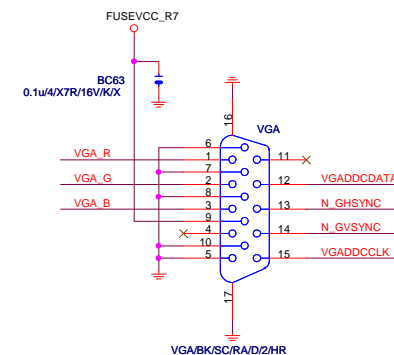 FUSEVCC_R7
BC63
0.1u/4/X7R/16V/K/X
16
VGA
6
VGA_R
1
11
7
VGA_G
2
12
VGADDCDATA
8
VGA_B
3
13
N_GHSYNC
9
4
14
N_GVSYNC
10
5
15
VGADDCCLK
17
VGA/BK/SC/RA/D/2/HR